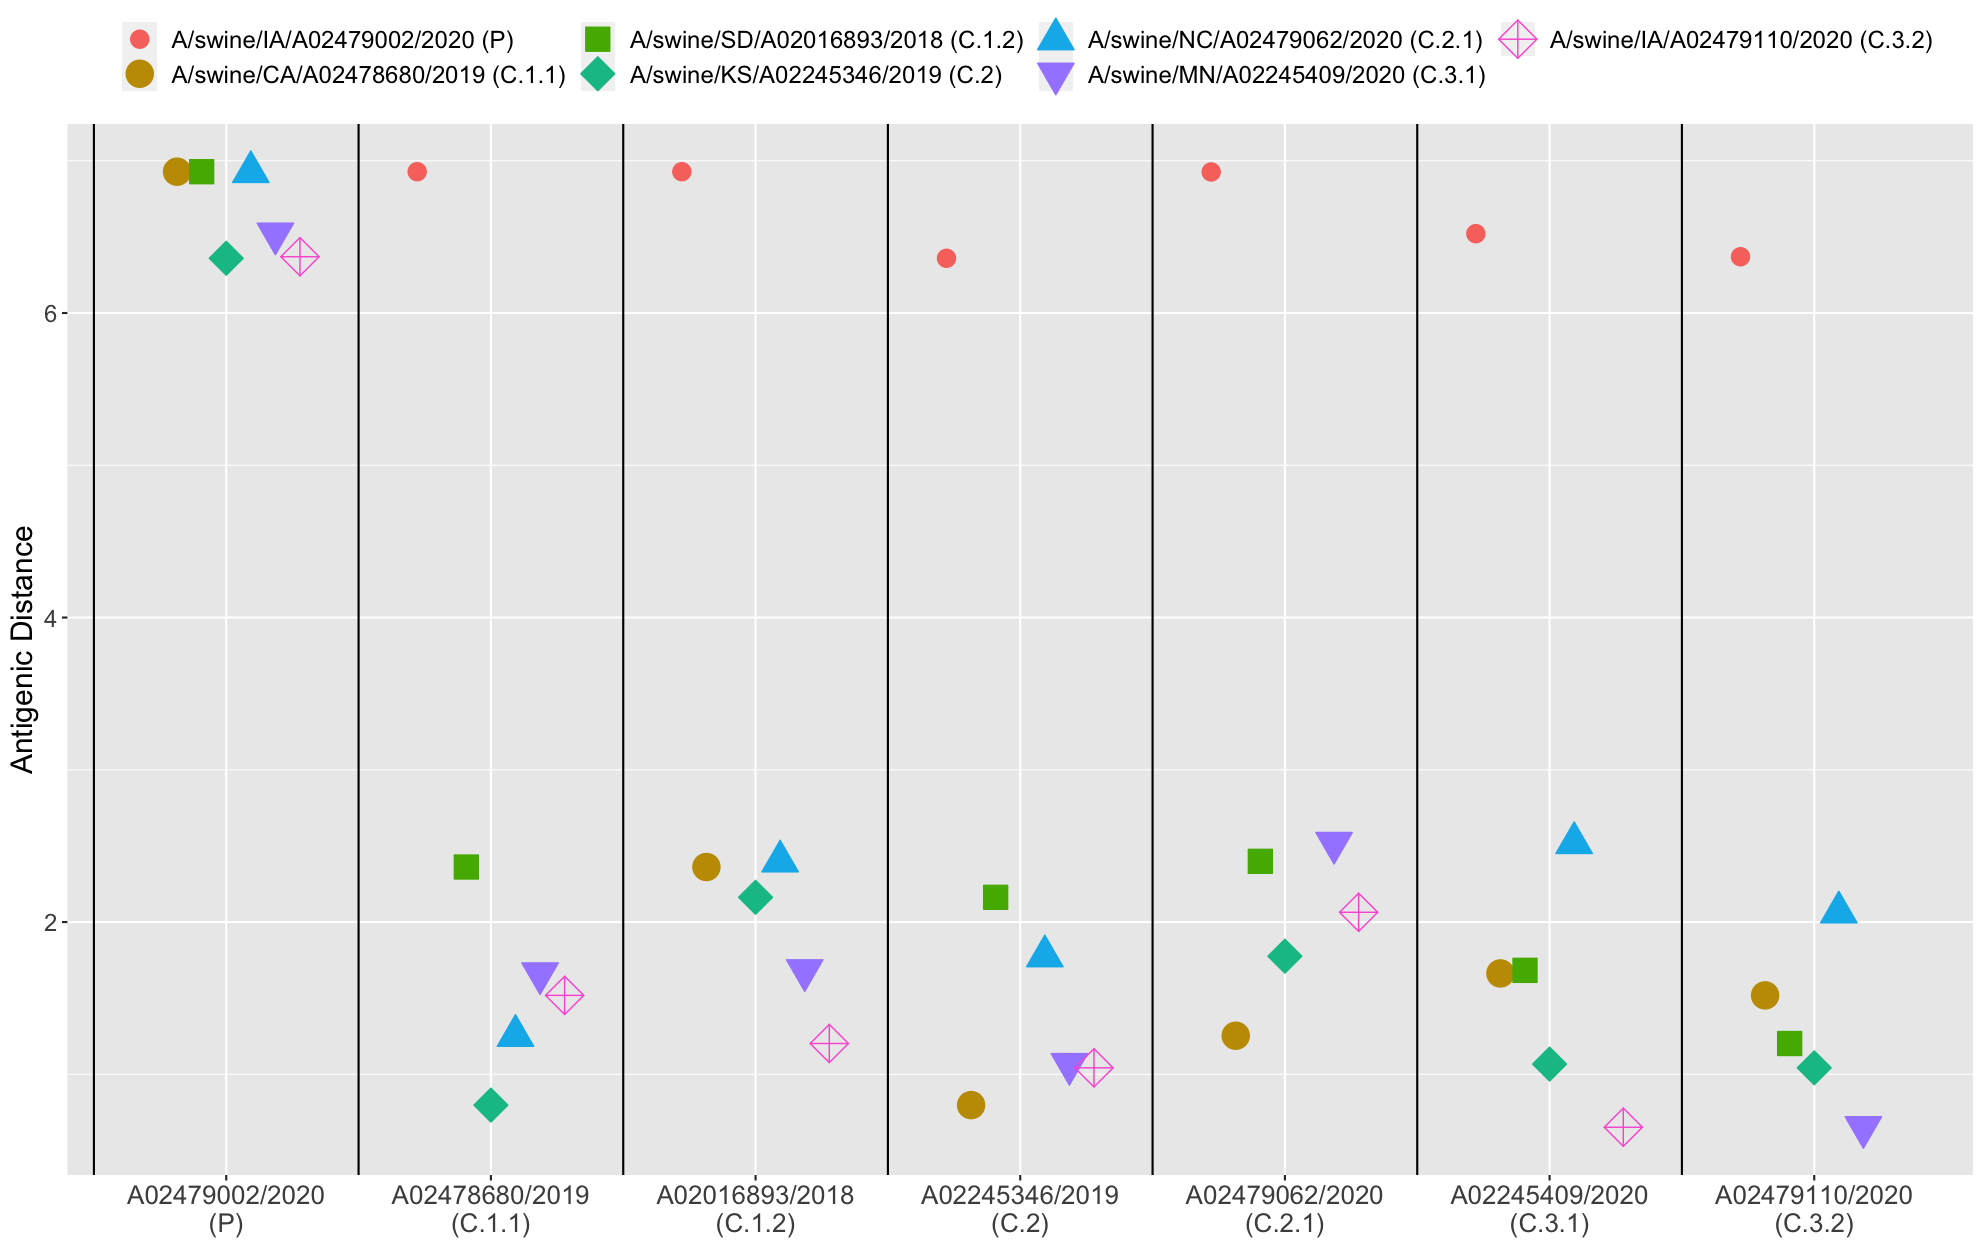 A/swine/IA/A02479002/2020 (P)
A/swine/SD/A02016893/2018 (C.1.2)
A/swine/NC/A02479062/2020 (C.2.1)
A/swine/IA/A02479110/2020 (C.3.2)
A/swine/CA/A02478680/2019 (C.1.1)
A/swine/KS/A02245346/2019 (C.2)
A/swine/MN/A02245409/2020 (C.3.1)
Antigenic Distance
6
4
2
A02479002/2020
(P)
A02478680/2019
(C.1.1)
A02016893/2018
(C.1.2)
A02245346/2019
(C.2)
A02479062/2020
(C.2.1)
A02245409/2020
(C.3.1)
A02479110/2020
(C.3.2)